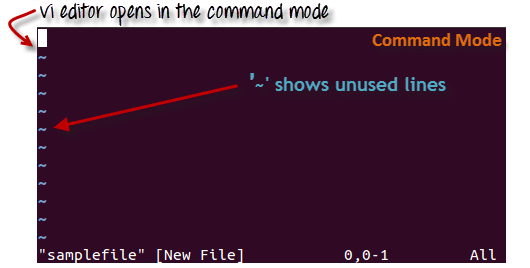 Vi editor opens in the command mode
Command Mode
~
~
'~' shows unused lines
~
~
~
~
~
~
~
~
~
"samplefile" [New File] 0,0-1 All